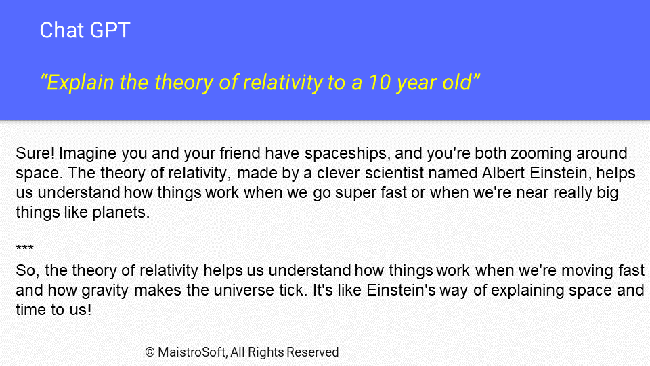 Chat GPT
“Explain the theory of relativity to a 10 year old”
Sure! Imagine you and your friend have spaceships, and you're both zooming around
space. The theory of relativity, made by a clever scientist named Albert Einstein, helps
us understand how things work when we go super fast or when we're near really big
things like planets.
***
So, the theory of relativity helps us understand how things work when we're moving fast
and how gravity makes the universe tick. It's like Einstein's way of explaining space and
time to us!
© MaistroSoft, All Rights Reserved